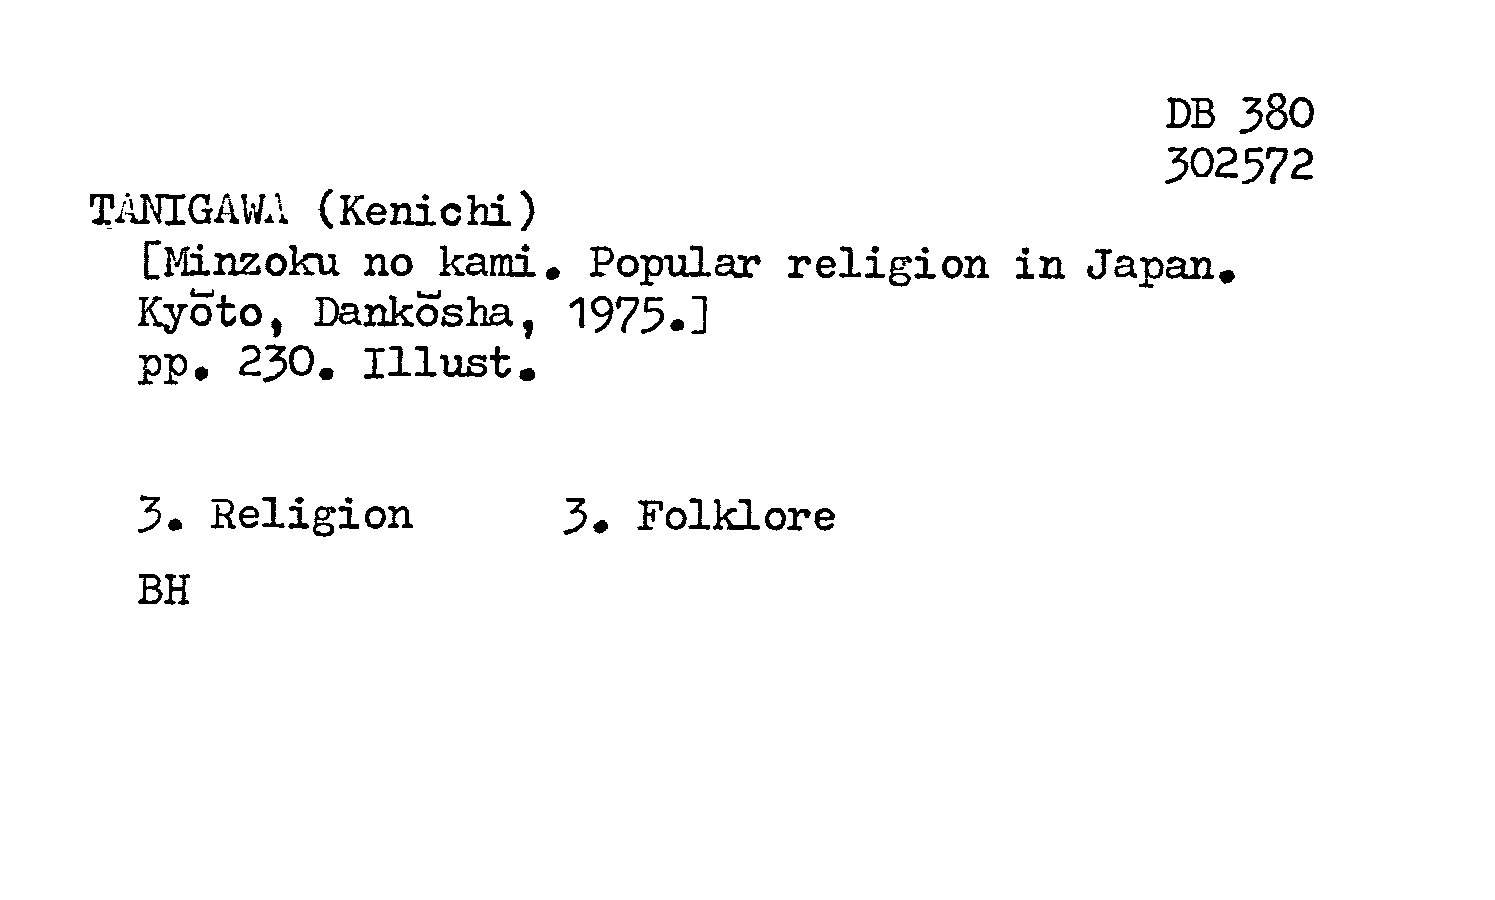 DB 380
302572
TANIGAWA (Kenichi)
[Minzoku no kami. Popular religion in Japan.
Kyōto, Dankōsha, 1975.]
pp. 230. Illust.
3. Religion 3. Folklore
BH